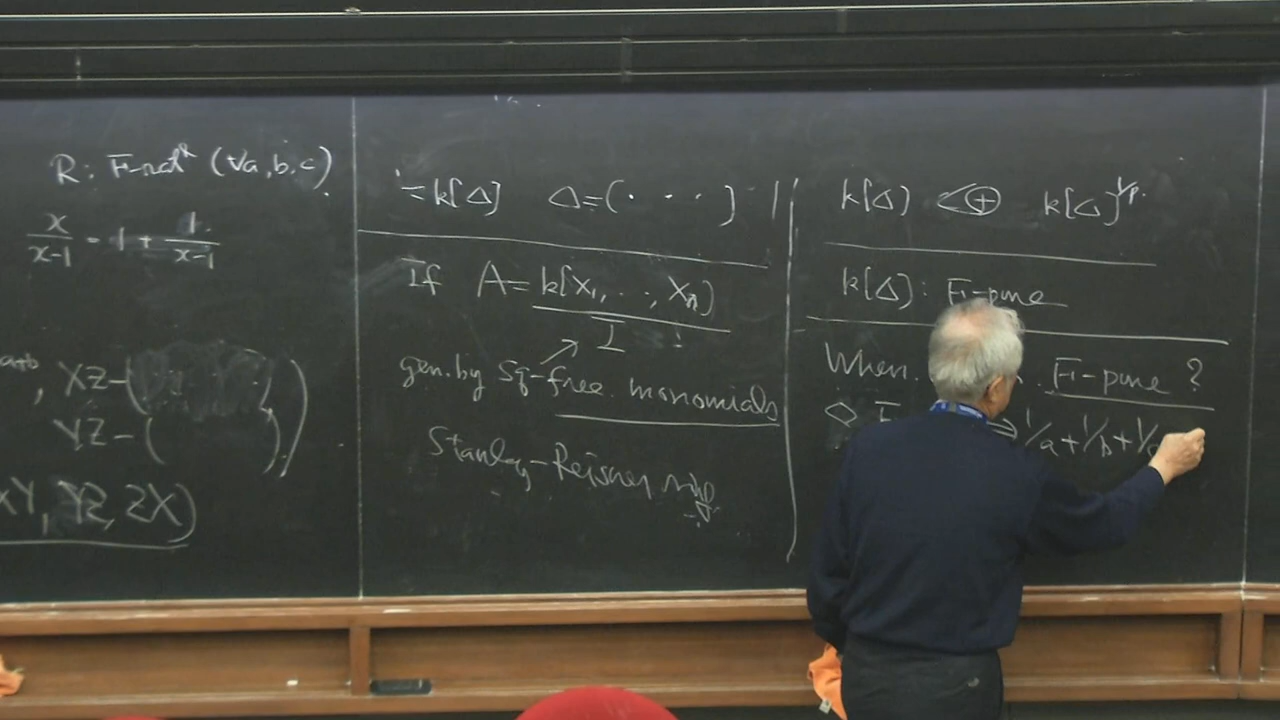 R: F-rat^l (∀a,b,c)
x/(x-1) = 1 + 1/(x-1)
, XZ-( )
YZ-( )
XY, YZ, ZX)
=k[Δ] Δ=(· · ·)
If A= k[X₁, ..., Xₙ]/I
gen. by sq-free monomials
Stanley-Reisner ring
k[Δ] <⊕ k[Δ]^{1/p}
k[Δ]: F-pure
When F-pure ?
◇ F ⇒ 1/a+1/b+1/